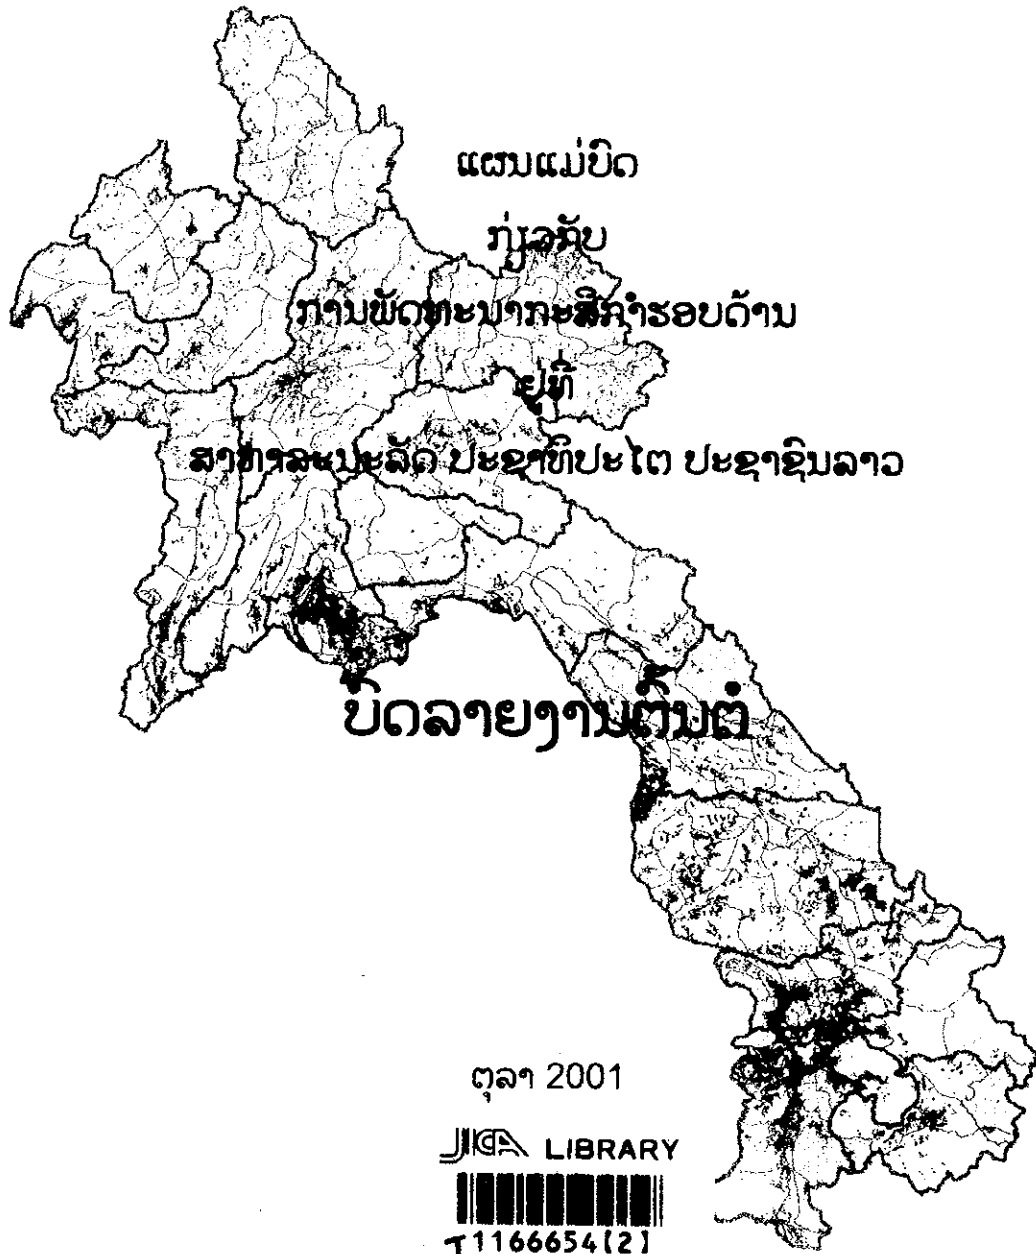 ແຜນແມ່ບົດ
ກ່ຽວກັບ
ການພັດທະນາກະສິກຳຮອບດ້ານ
ຢູ່ທີ່
ສາທາລະນະລັດ ປະຊາທິປະໄຕ ປະຊາຊົນລາວ
ບົດລາຍງານຕົ້ນຕໍ
ຕຸລາ 2001
JICA LIBRARY
1166654[2]